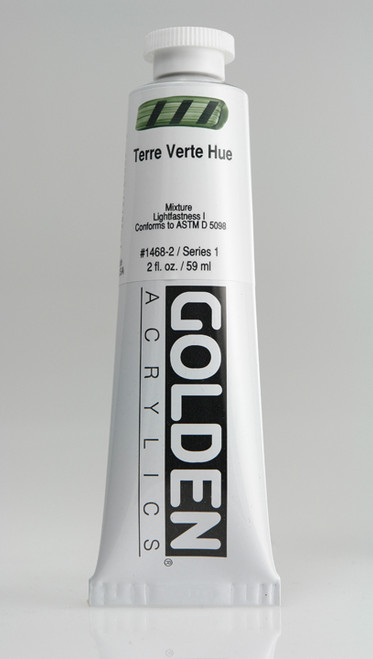 Terre Verte Hue
Mixture
Lightfastness I
Conforms to ASTM D 5098
#1468-2 / Series 1
2 fl. oz. / 59 ml
GOLDEN®
ACRYLICS